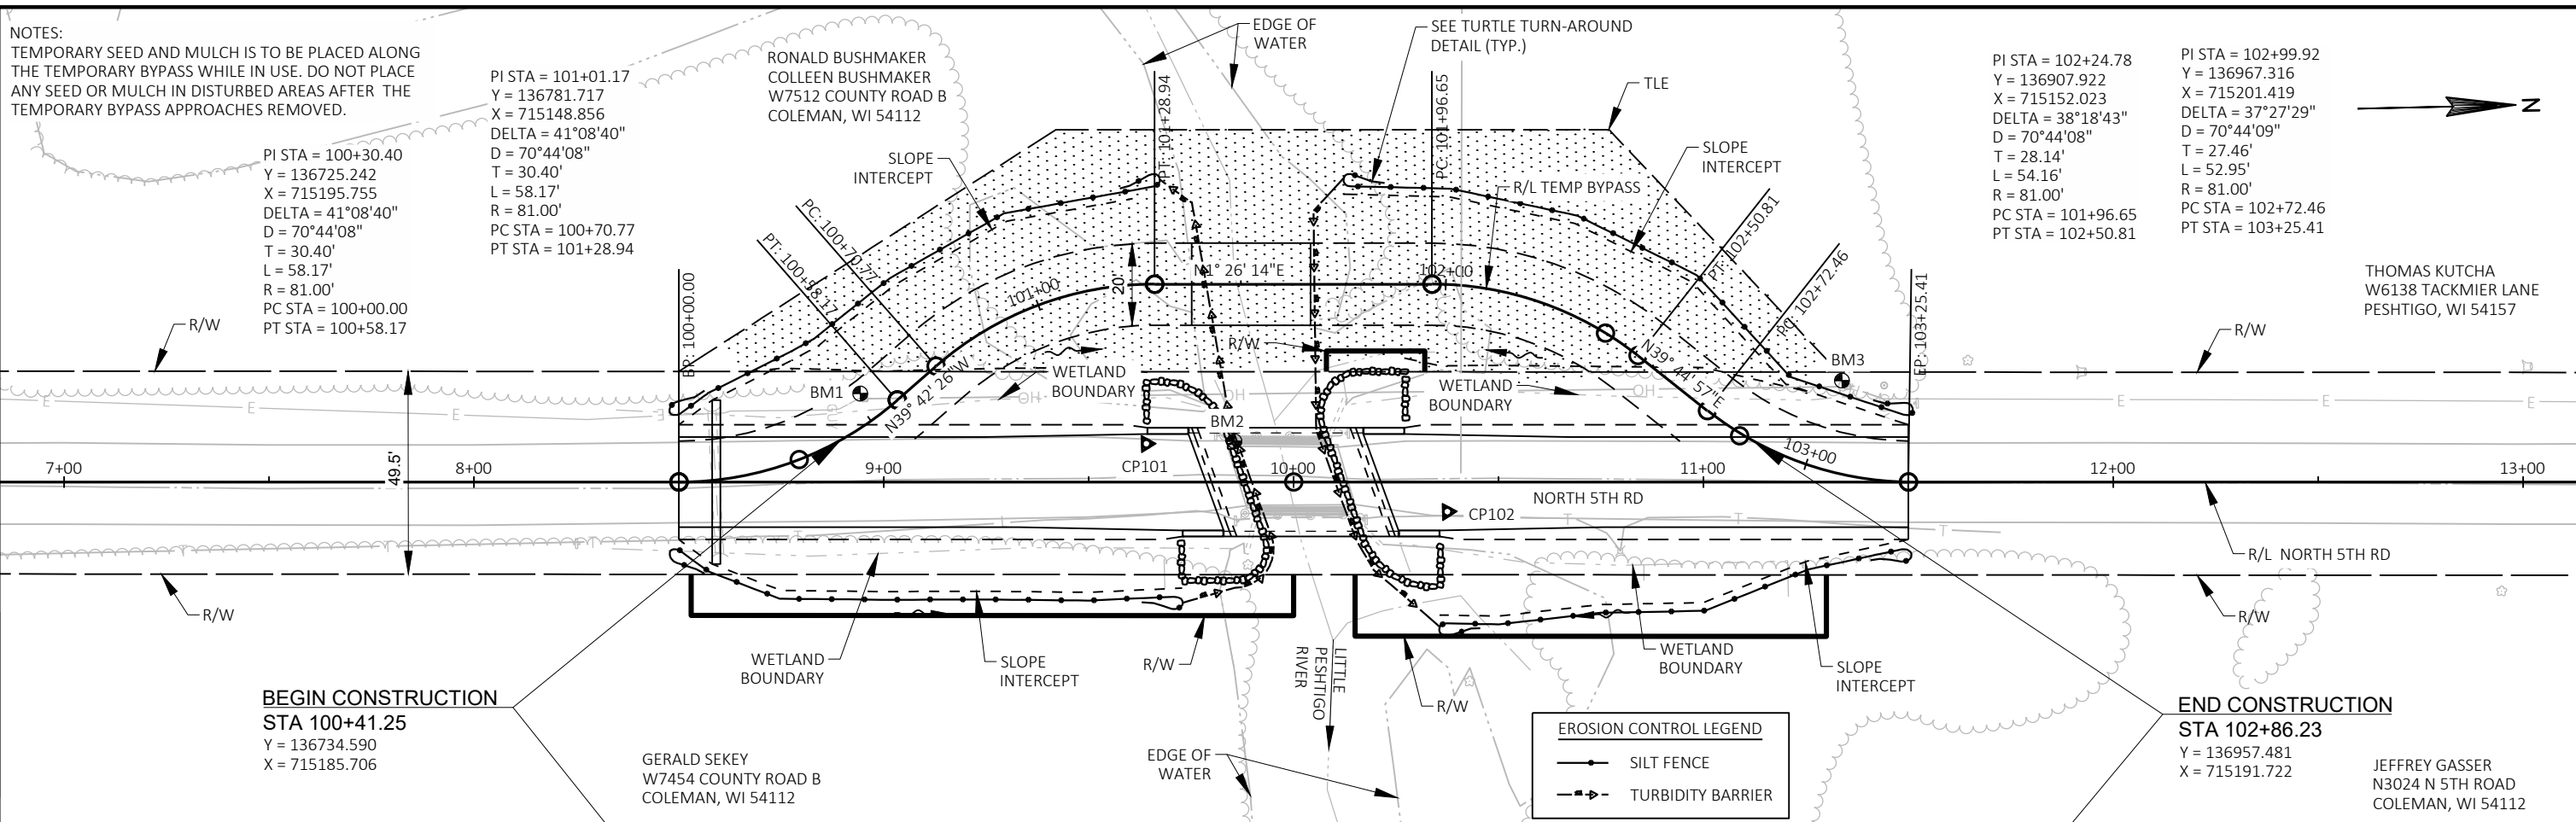 NOTES:
TEMPORARY SEED AND MULCH IS TO BE PLACED ALONG
THE TEMPORARY BYPASS WHILE IN USE. DO NOT PLACE
ANY SEED OR MULCH IN DISTURBED AREAS AFTER THE
TEMPORARY BYPASS APPROACHES REMOVED.
PI STA = 100+30.40
Y = 136725.242
X = 715195.755
DELTA = 41°08'40"
D = 70°44'08"
T = 30.40'
L = 58.17'
R = 81.00'
PC STA = 100+00.00
PT STA = 100+58.17
PI STA = 101+01.17
Y = 136781.717
X = 715148.856
DELTA = 41°08'40"
D = 70°44'08"
T = 30.40'
L = 58.17'
R = 81.00'
PC STA = 100+70.77
PT STA = 101+28.94
RONALD BUSHMAKER
COLLEEN BUSHMAKER
W7512 COUNTY ROAD B
COLEMAN, WI 54112
EDGE OF
WATER
SEE TURTLE TURN-AROUND
DETAIL (TYP.)
TLE
PI STA = 102+24.78
Y = 136907.922
X = 715152.023
DELTA = 38°18'43"
D = 70°44'08"
T = 28.14'
L = 54.16'
R = 81.00'
PC STA = 101+96.65
PT STA = 102+50.81
PI STA = 102+99.92
Y = 136967.316
X = 715201.419
DELTA = 37°27'29"
D = 70°44'09"
T = 27.46'
L = 52.95'
R = 81.00'
PC STA = 102+72.46
PT STA = 103+25.41
N
THOMAS KUTCHA
W6138 TACKMIER LANE
PESHTIGO, WI 54157
SLOPE
INTERCEPT
PT: 101+28.94
PC: 101+96.65
SLOPE
INTERCEPT
R/L TEMP BYPASS
PC: 100+70.77
PT: 100+58.17
PT: 102+50.81
PC: 102+72.46
BP: 100+00.00
EP: 103+25.41
N1° 26' 14"E
102+00
101+00
20'
R/W
R/W
R/W
WETLAND
BOUNDARY
WETLAND
BOUNDARY
N39° 42' 26"W
N39° 44' 57"E
BM1
BM2
BM3
E
E
E
E
OH
OH
OH
E
E
E
E
CP101
103+00
49.5'
7+00
8+00
9+00
10+00
11+00
12+00
13+00
NORTH 5TH RD
CP102
T
T
T
T
T
R/L NORTH 5TH RD
R/W
R/W
WETLAND
BOUNDARY
SLOPE
INTERCEPT
R/W
LITTLE
PESHTIGO
RIVER
R/W
WETLAND
BOUNDARY
SLOPE
INTERCEPT
BEGIN CONSTRUCTION
STA 100+41.25
Y = 136734.590
X = 715185.706
GERALD SEKEY
W7454 COUNTY ROAD B
COLEMAN, WI 54112
EDGE OF
WATER
EROSION CONTROL LEGEND
SILT FENCE
TURBIDITY BARRIER
END CONSTRUCTION
STA 102+86.23
Y = 136957.481
X = 715191.722
JEFFREY GASSER
N3024 N 5TH ROAD
COLEMAN, WI 54112